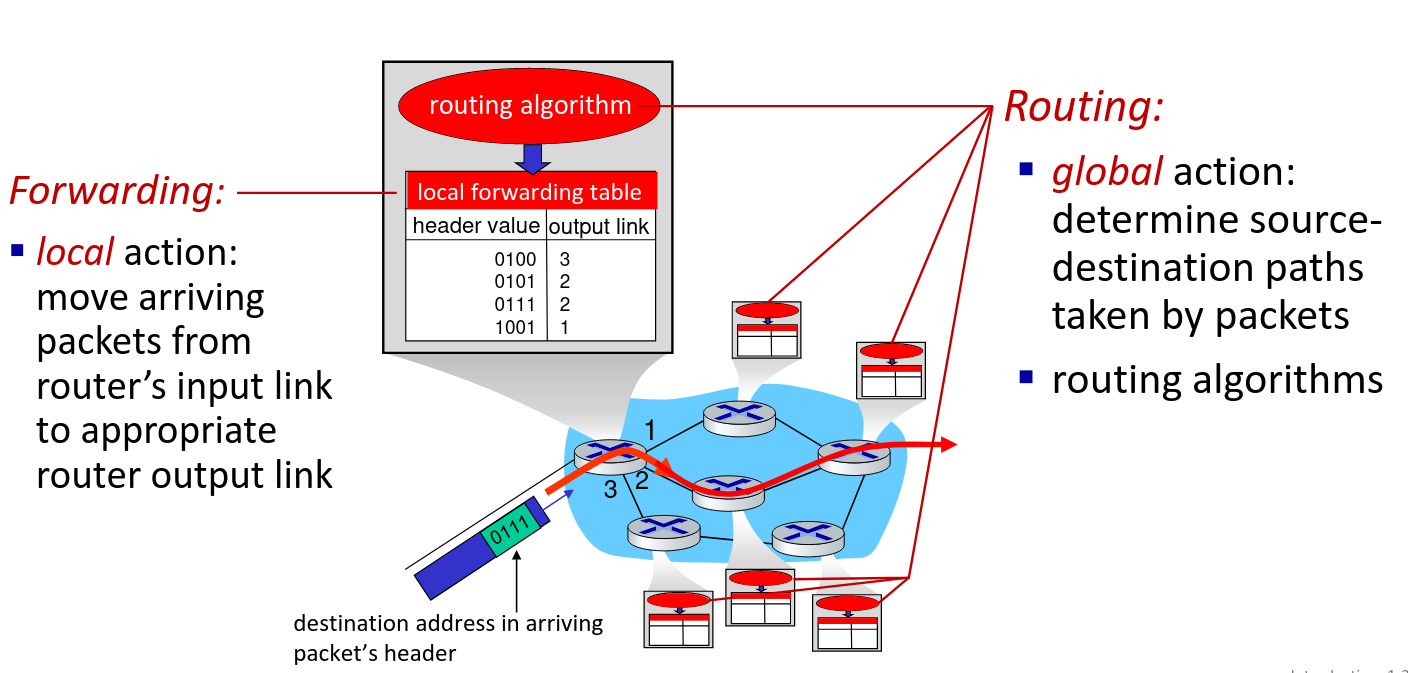 routing algorithm
local forwarding table
header value output link
0100 3
0101 2
0111 2
1001 1
Forwarding:
local action:
move arriving
packets from
router's input link
to appropriate
router output link
Routing:
global action:
determine source-
destination paths
taken by packets
routing algorithms
1
2
3
0111
destination address in arriving
packet's header